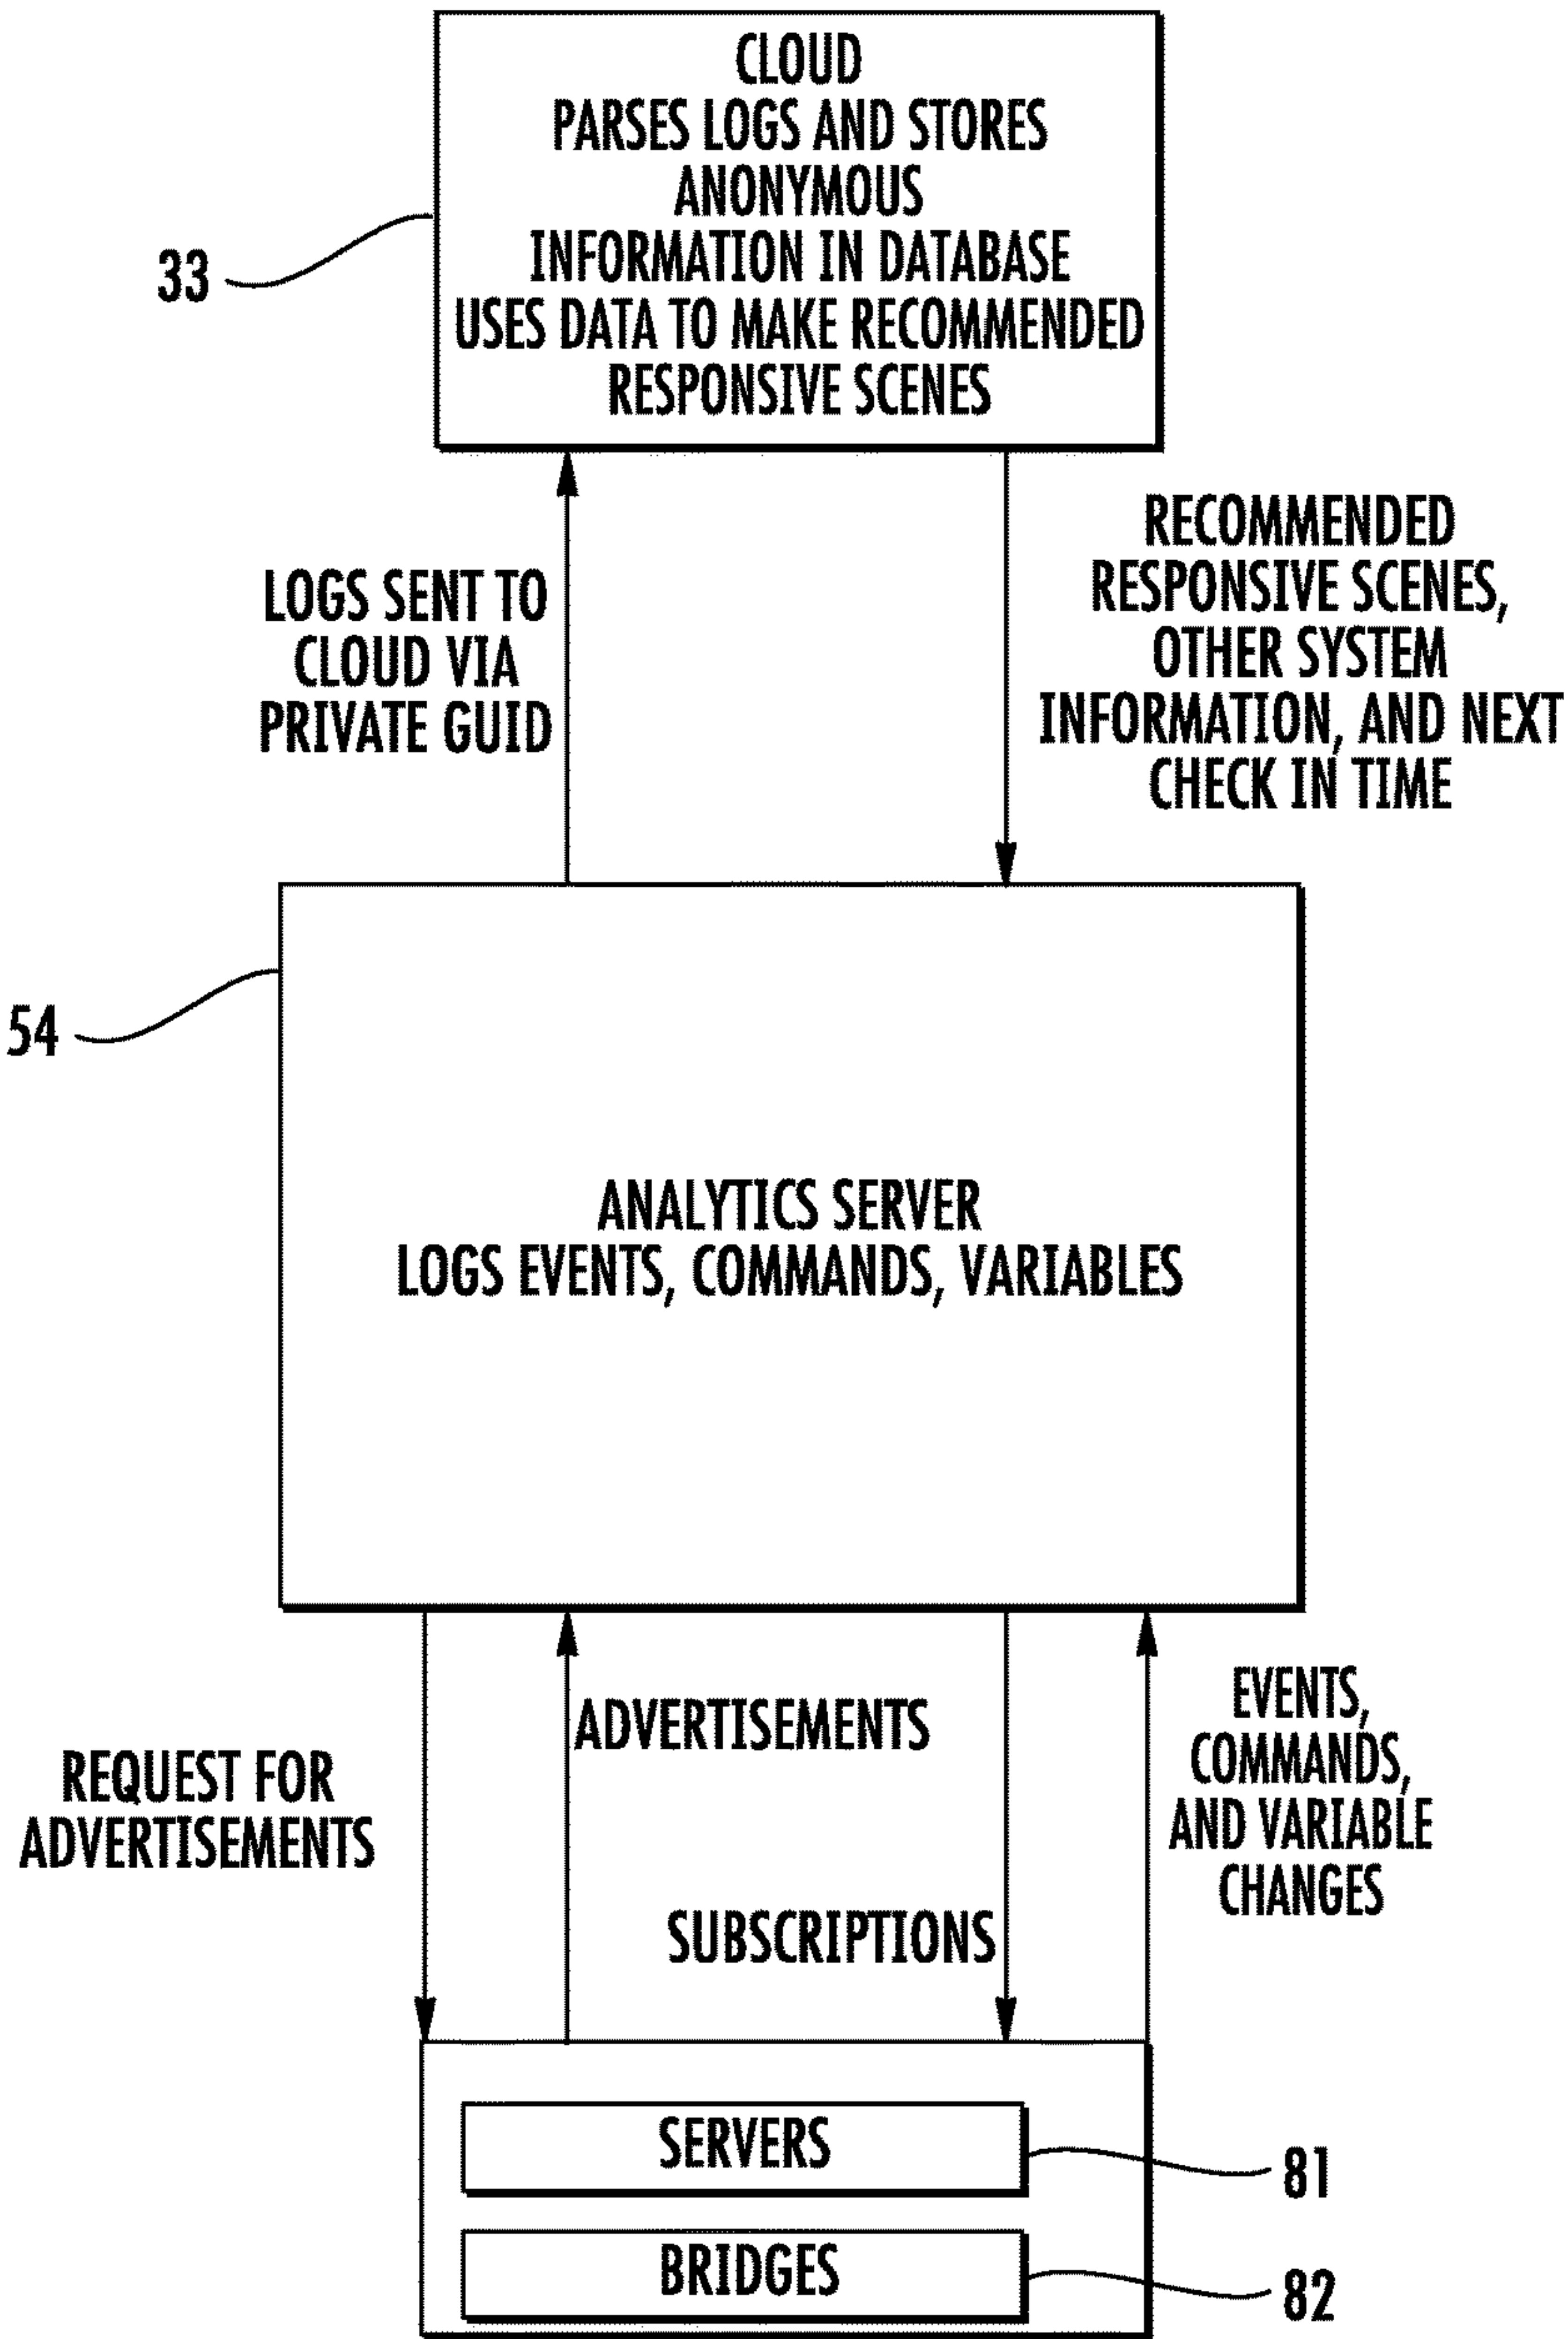 CLOUD
PARSES LOGS AND STORES
ANONYMOUS
INFORMATION IN DATABASE
USES DATA TO MAKE RECOMMENDED
RESPONSIVE SCENES
33
LOGS SENT TO
CLOUD VIA
PRIVATE GUID
RECOMMENDED
RESPONSIVE SCENES,
OTHER SYSTEM
INFORMATION, AND NEXT
CHECK IN TIME
54
ANALYTICS SERVER
LOGS EVENTS, COMMANDS, VARIABLES
REQUEST FOR
ADVERTISEMENTS
ADVERTISEMENTS
SUBSCRIPTIONS
EVENTS,
COMMANDS,
AND VARIABLE
CHANGES
SERVERS
81
BRIDGES
82